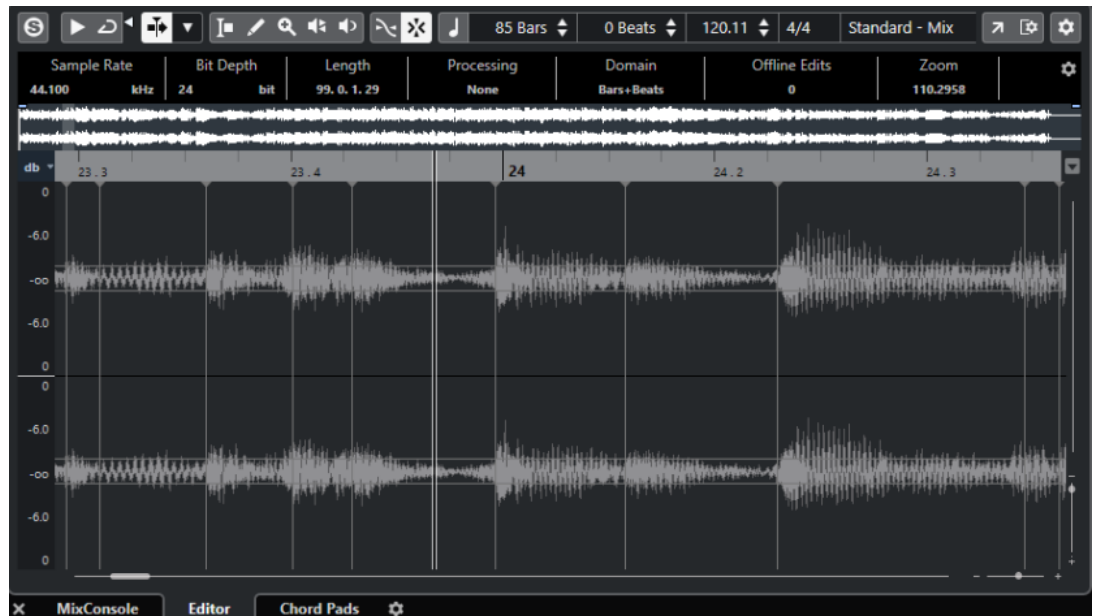 85 Bars 0 Beats 120.11 4/4 Standard - Mix
Sample Rate Bit Depth Length Processing Domain Offline Edits Zoom
44.100 kHz 24 bit 99. 0. 1. 29 None Bars+Beats 0 110.2958
db 23.3 23.4 24 24.2 24.3
0
-6.0
-∞
-6.0
0
0
-6.0
-∞
-6.0
0
MixConsole Editor Chord Pads